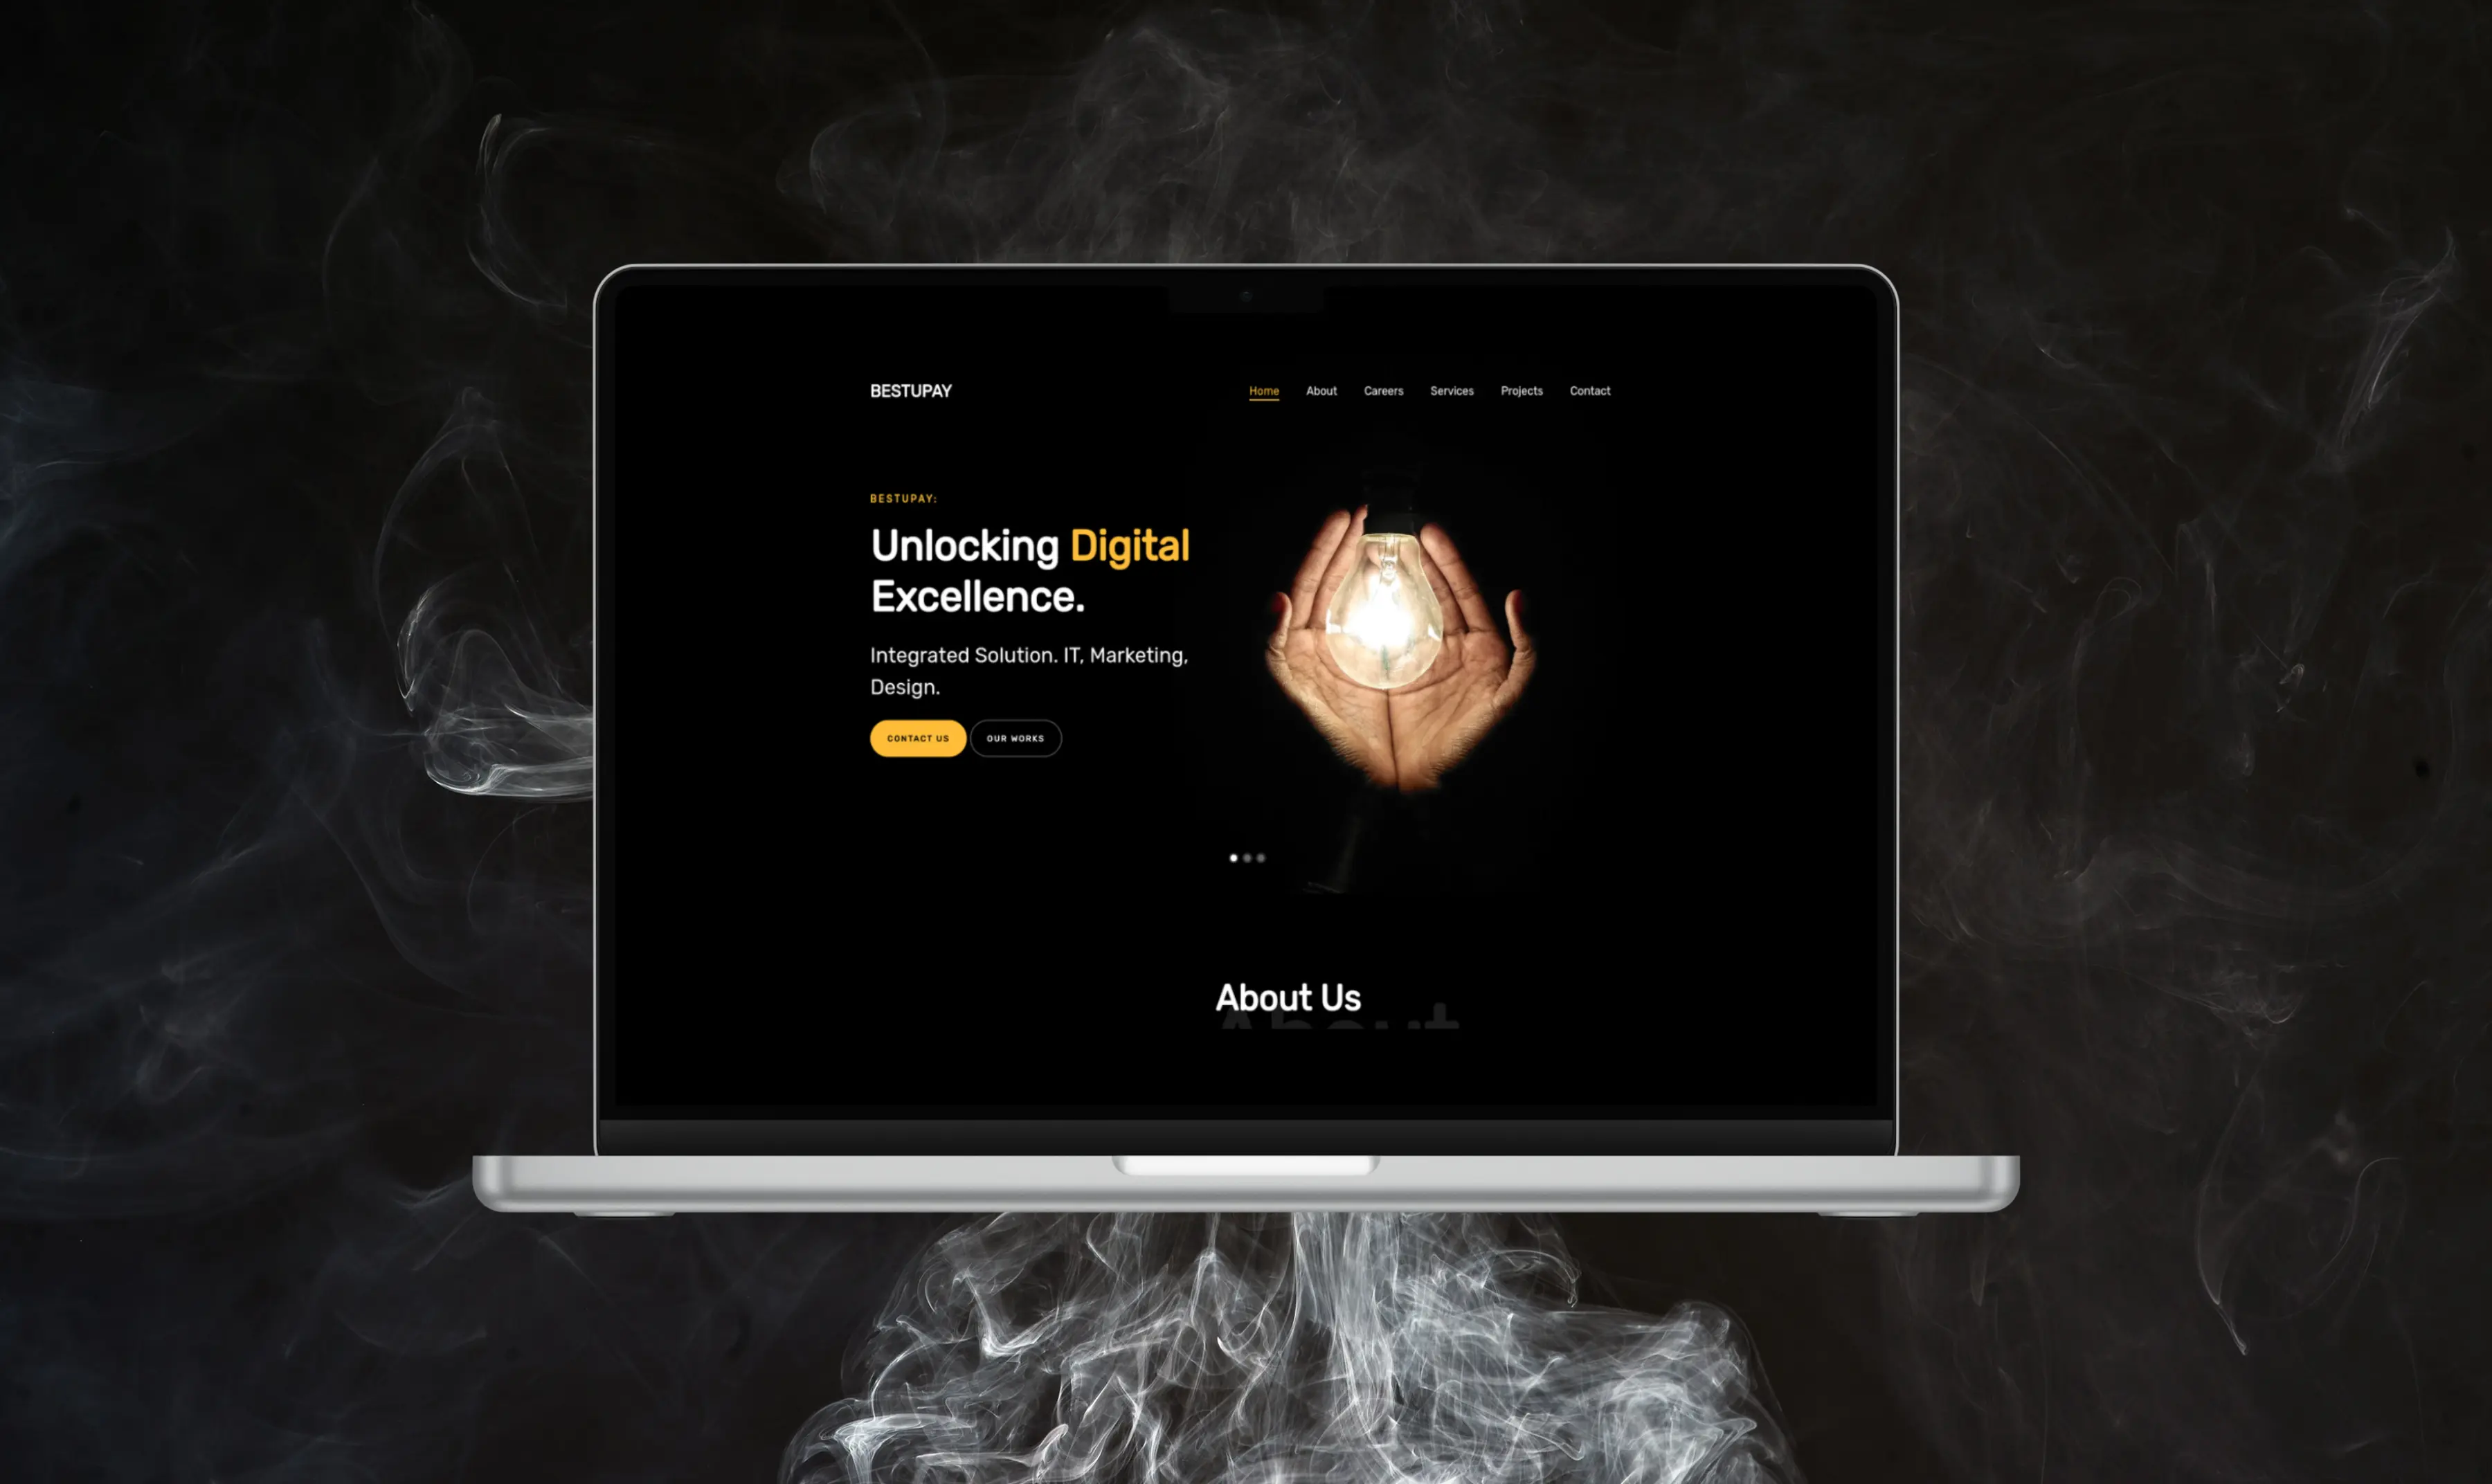 BESTUPAY
Home About Careers Services Projects Contact
BESTUPAY:
Unlocking Digital
Excellence.
Integrated Solution. IT, Marketing,
Design.
CONTACT US OUR WORKS
About Us
About